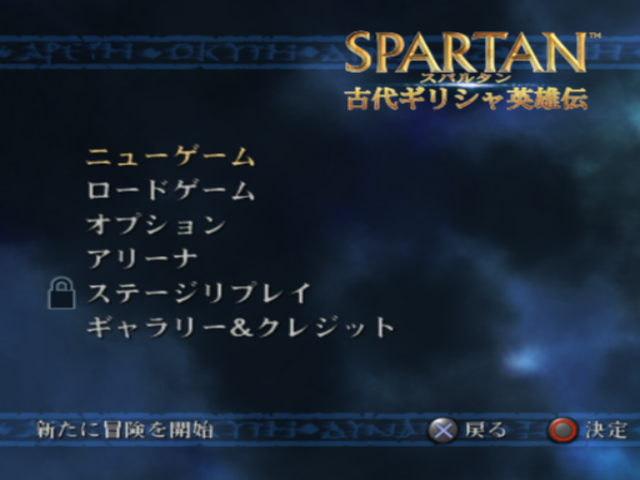 SPARTAN™
スパルタン
古代ギリシャ英雄伝
ニューゲーム
ロードゲーム
オプション
アリーナ
ステージリプレイ
ギャラリー&クレジット
新たに冒険を開始
戻る
決定